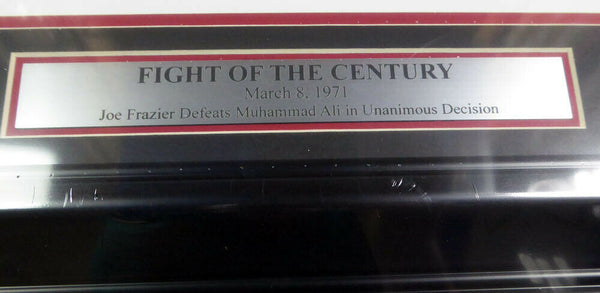 FIGHT OF THE CENTURY
March 8, 1971
Joe Frazier Defeats Muhammad Ali in Unanimous Decision